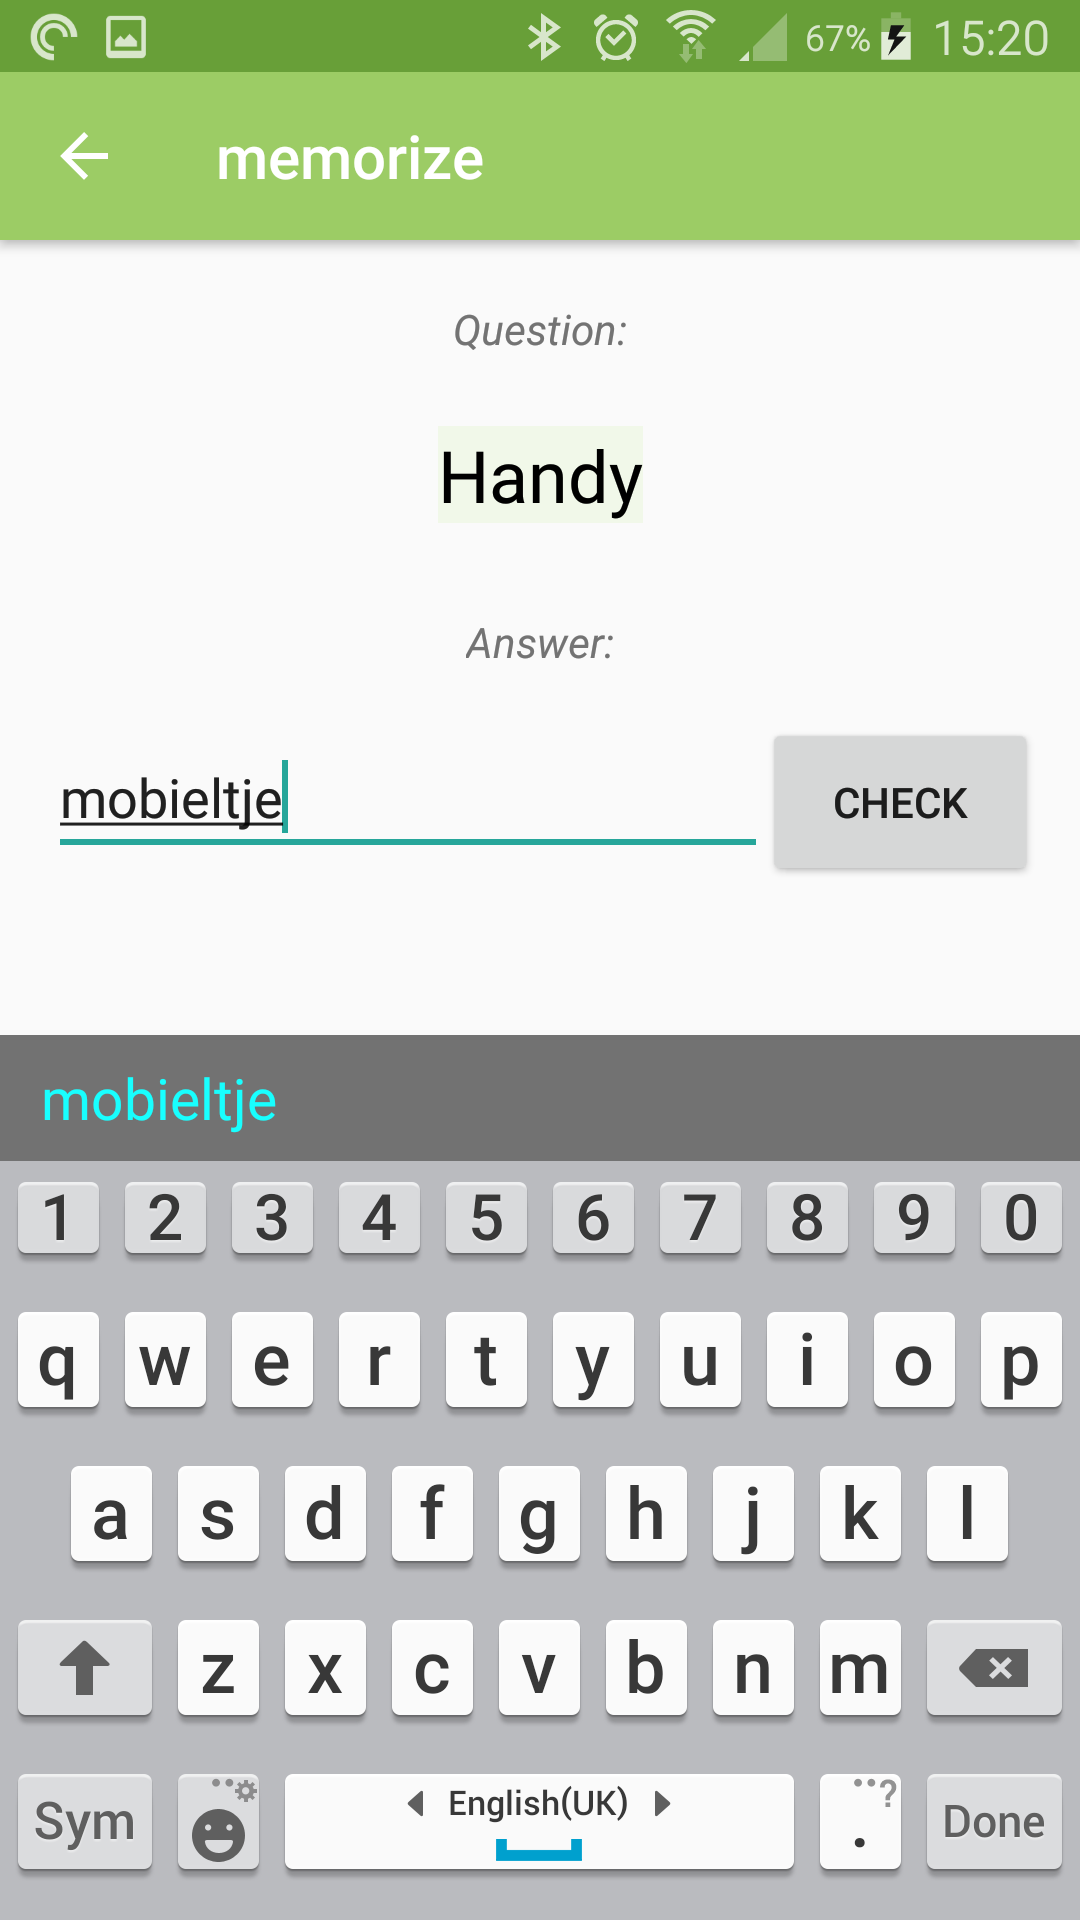 67% 15:20
memorize
Question:
Handy
Answer:
mobieltje
CHECK
mobieltje
1 2 3 4 5 6 7 8 9 0
q w e r t y u i o p
a s d f g h j k l
z x c v b n m
Sym English(UK) ? . Done